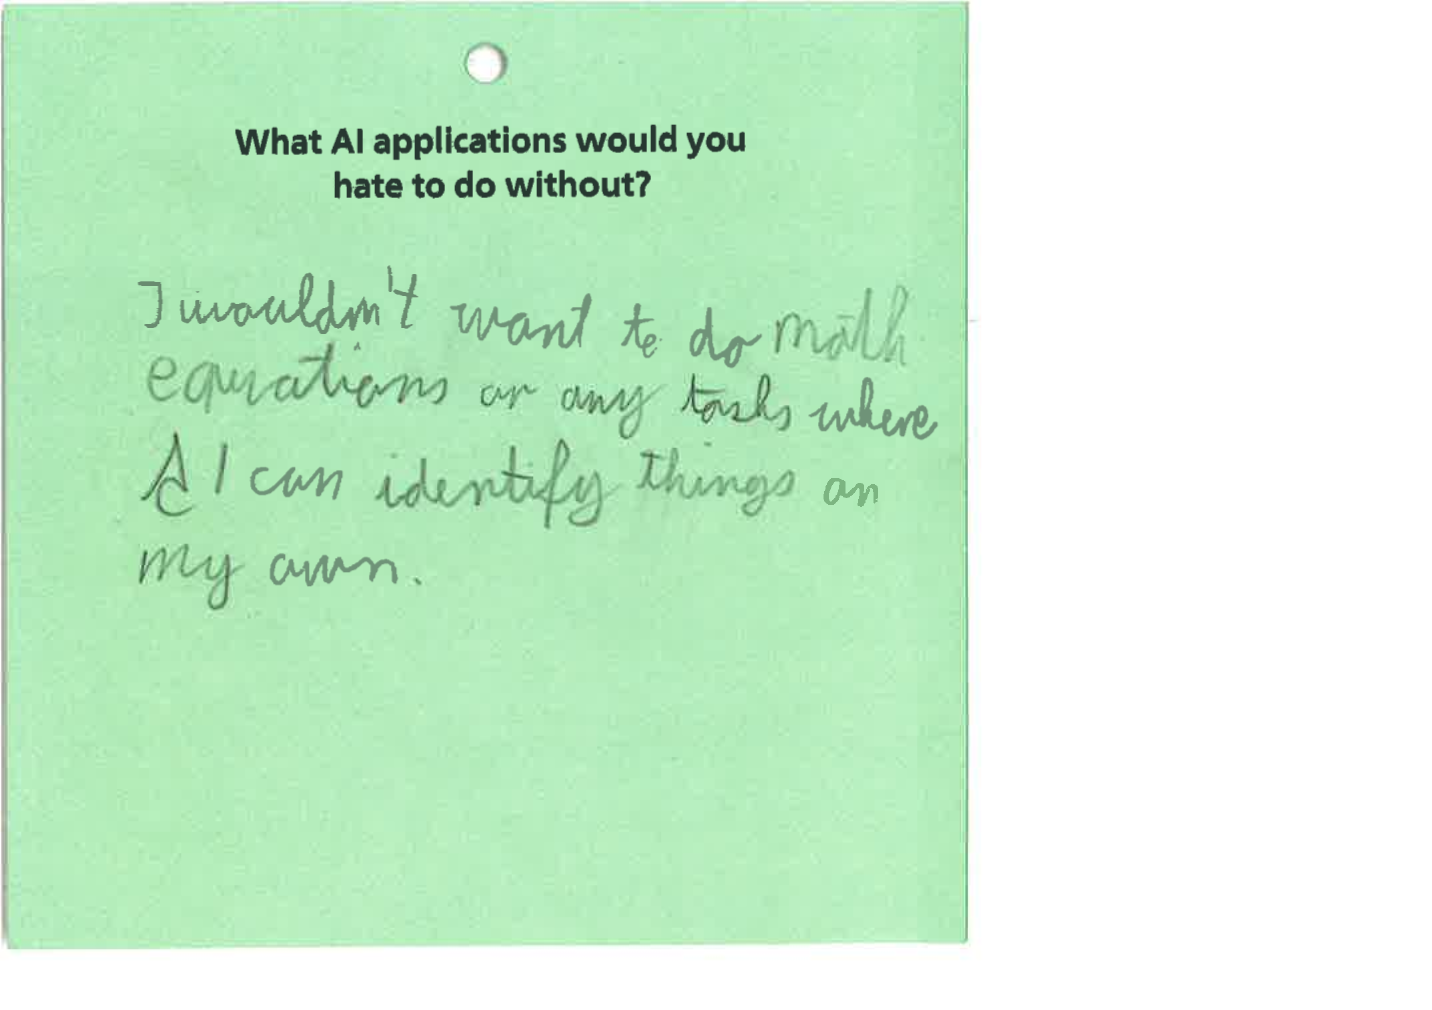 What AI applications would you
hate to do without?
I wouldn't want to do math
equations or any tasks where
AI can identify things on
my own.